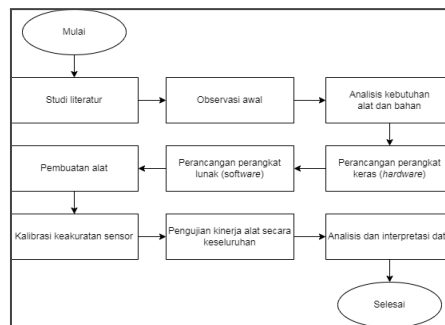 Mulai
Studi literatur
Observasi awal
Analisis kebutuhan
alat dan bahan
Perancangan perangkat
keras (hardware)
Perancangan perangkat
lunak (software)
Pembuatan alat
Kalibrasi keakuratan sensor
Pengujian kinerja alat secara
keseluruhan
Analisis dan interpretasi data
Selesai